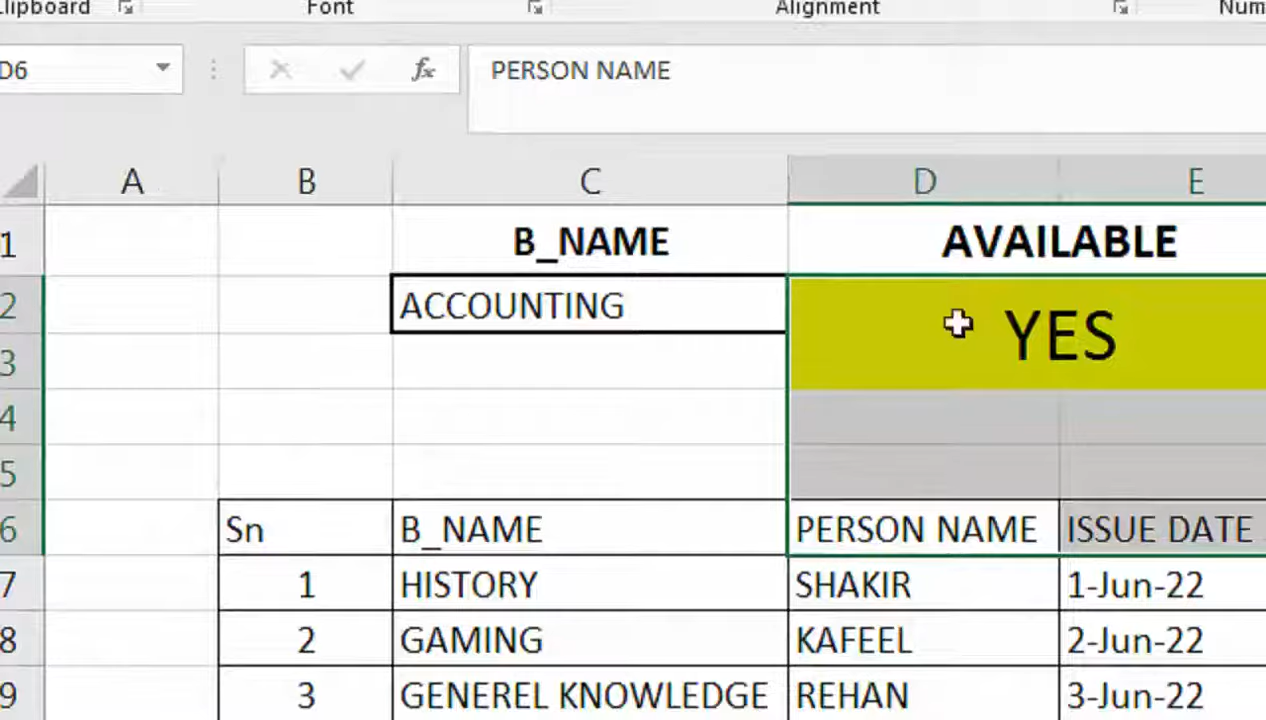 Clipboard Font Alignment Num
D6 fx PERSON NAME
A B C D E
1 B_NAME AVAILABLE
2 ACCOUNTING YES
3
4
5
6 Sn B_NAME PERSON NAME ISSUE DATE
7 1 HISTORY SHAKIR 1-Jun-22
8 2 GAMING KAFEEL 2-Jun-22
9 3 GENEREL KNOWLEDGE REHAN 3-Jun-22